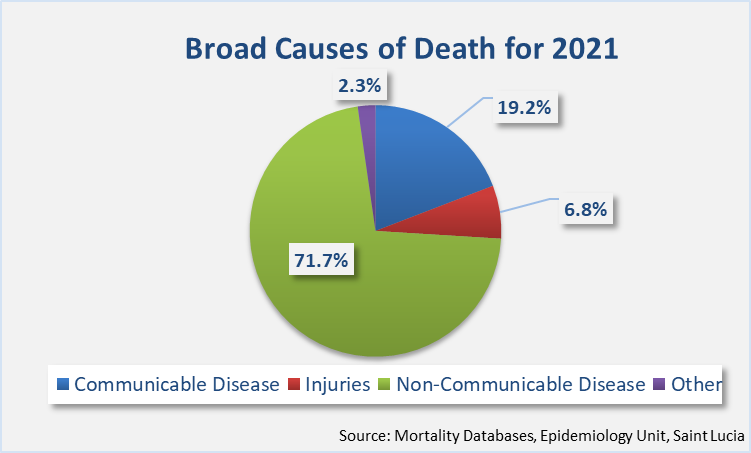 Broad Causes of Death for 2021
2.3%
19.2%
6.8%
71.7%
Communicable Disease Injuries Non-Communicable Disease Other
Source: Mortality Databases, Epidemiology Unit, Saint Lucia